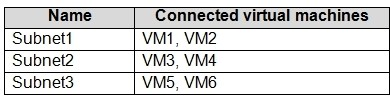 Name Connected virtual machines
Subnet1 VM1, VM2
Subnet2 VM3, VM4
Subnet3 VM5, VM6